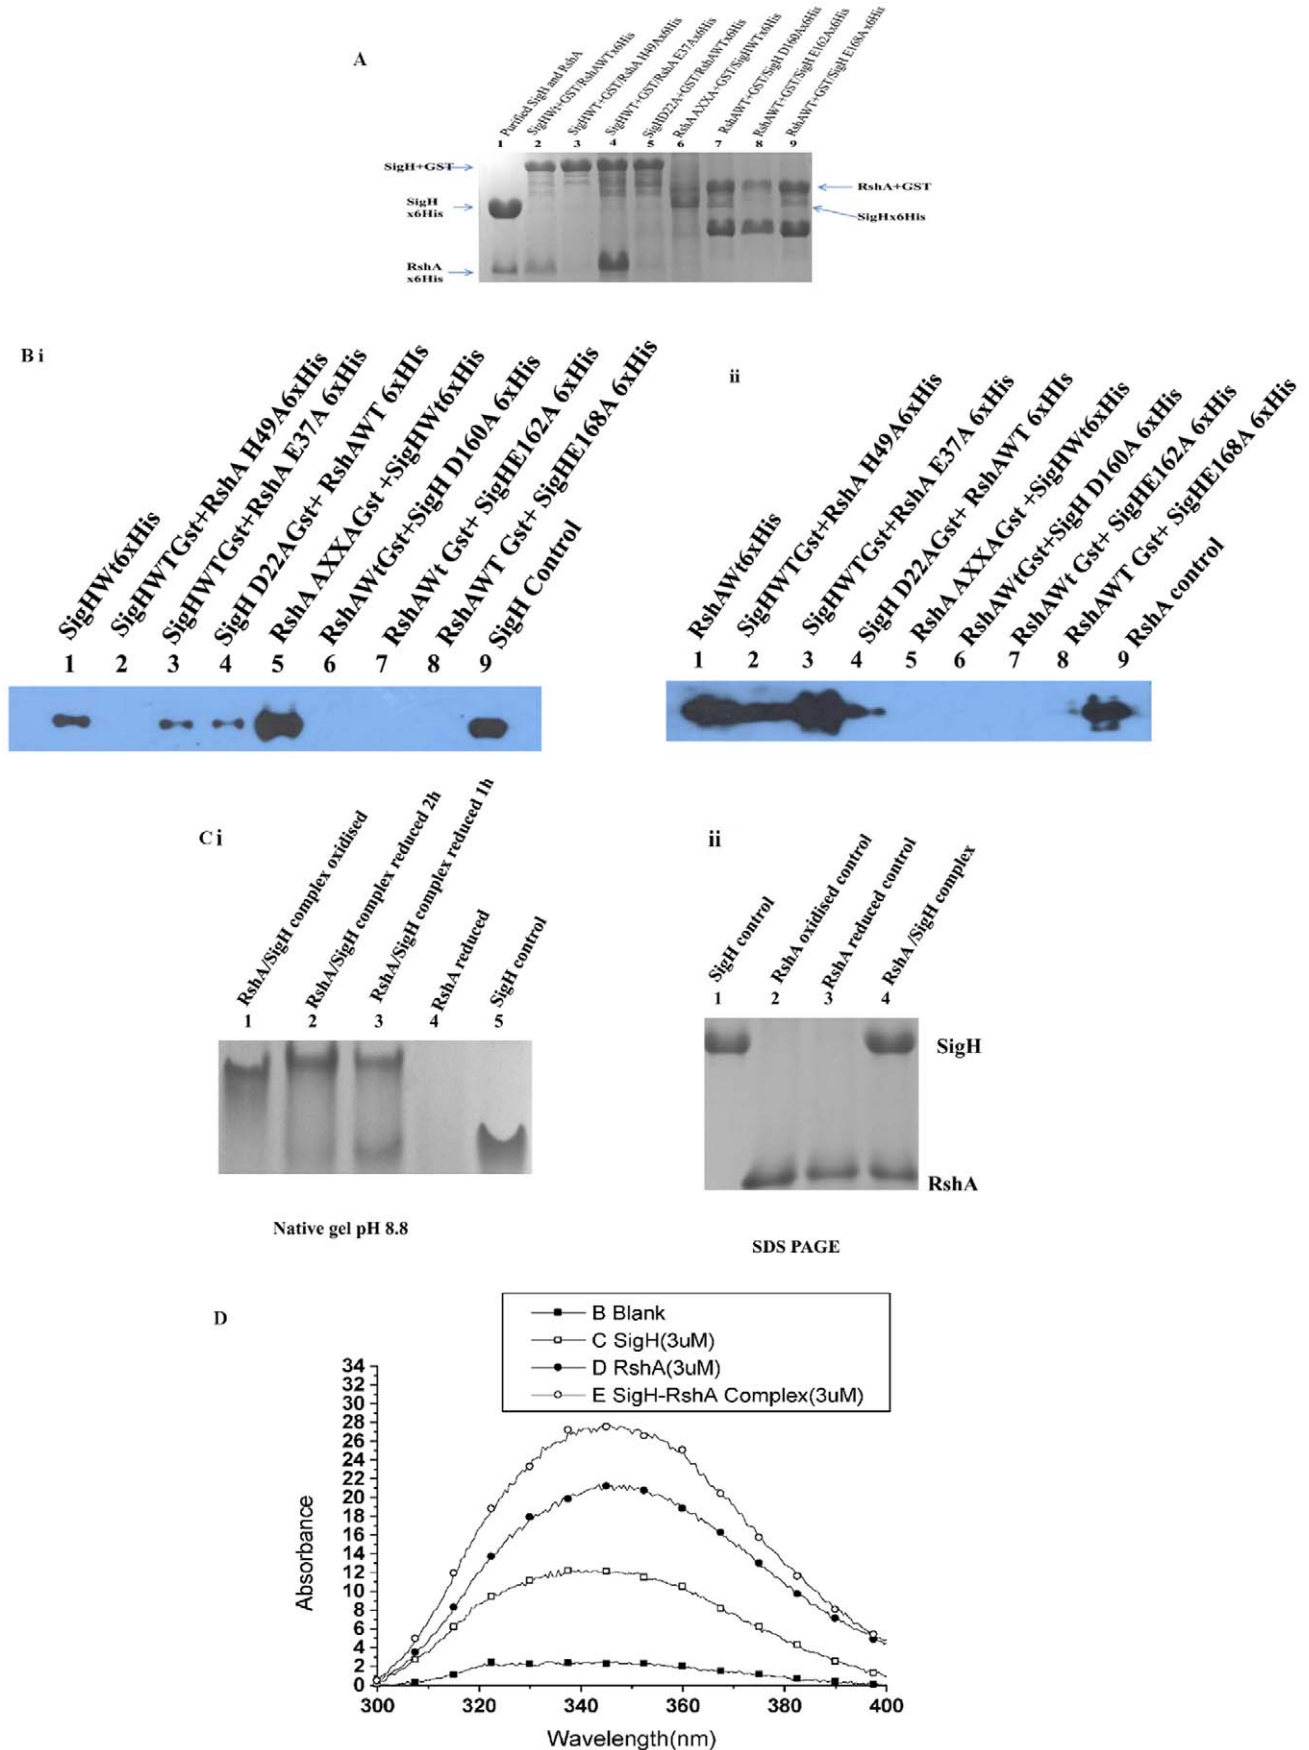 A
Purified SigH and RshA
SigHWt+GST/RshAWTx6His
SigHWT+GST/RshA H49Ax6His
SigHWT+GST/RshA E37Ax6His
SigHD22A+GST/RshAWTx6His
RshA AXXA+GST/SigHWTx6His
RshAWT+GST/SigH D160Ax6His
RshAWT+GST/SigH E162Ax6His
RshAWT+GST/SigH E168Ax6His
1 2 3 4 5 6 7 8 9
SigH+GST
SigH
x6His
RshA
x6His
RshA+GST
SigHx6His
B i
SigHWt6xHis
SigHWTGst+RshA H49A6xHis
SigHWTGst+RshA E37A 6xHis
SigH D22AGst+ RshAWT 6xHIs
RshA AXXAGst +SigHWt6xHis
RshAWtGst+SigH D160A 6xHis
RshAWt Gst+ SigHE162A 6xHis
RshAWT Gst+ SigHE168A 6xHis
SigH Control
1 2 3 4 5 6 7 8 9
ii
RshAWt6xHis
SigHWTGst+RshA H49A6xHis
SigHWTGst+RshA E37A 6xHis
SigH D22AGst+ RshAWT 6xHIs
RshA AXXAGst +SigHWt6xHis
RshAWtGst+SigH D160A 6xHis
RshAWt Gst+ SigHE162A 6xHis
RshAWT Gst+ SigHE168A 6xHis
RshA control
1 2 3 4 5 6 7 8 9
C i
RshA/SigH complex oxidised
RshA/SigH complex reduced 2h
RshA/SigH complex reduced 1h
RshA reduced
SigH control
1 2 3 4 5
Native gel pH 8.8
ii
SigH control
RshA oxidised control
RshA reduced control
RshA /SigH complex
1 2 3 4
SigH
RshA
SDS PAGE
D
B Blank
C SigH(3uM)
D RshA(3uM)
E SigH-RshA Complex(3uM)
34
32
30
28
26
24
22
20
18
16
14
12
10
8
6
4
2
0
Absorbance
300 320 340 360 380 400
Wavelength(nm)